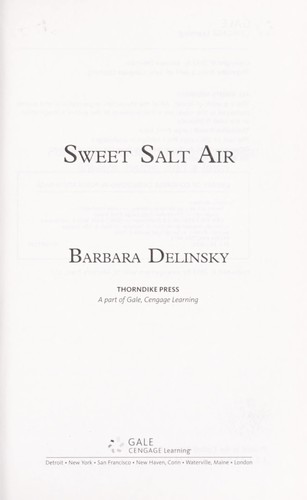 SWEET SALT AIR
BARBARA DELINSKY
THORNDIKE PRESS
A part of Gale, Cengage Learning
GALE
CENGAGE Learning
Detroit • New York • San Francisco • New Haven, Conn • Waterville, Maine • London